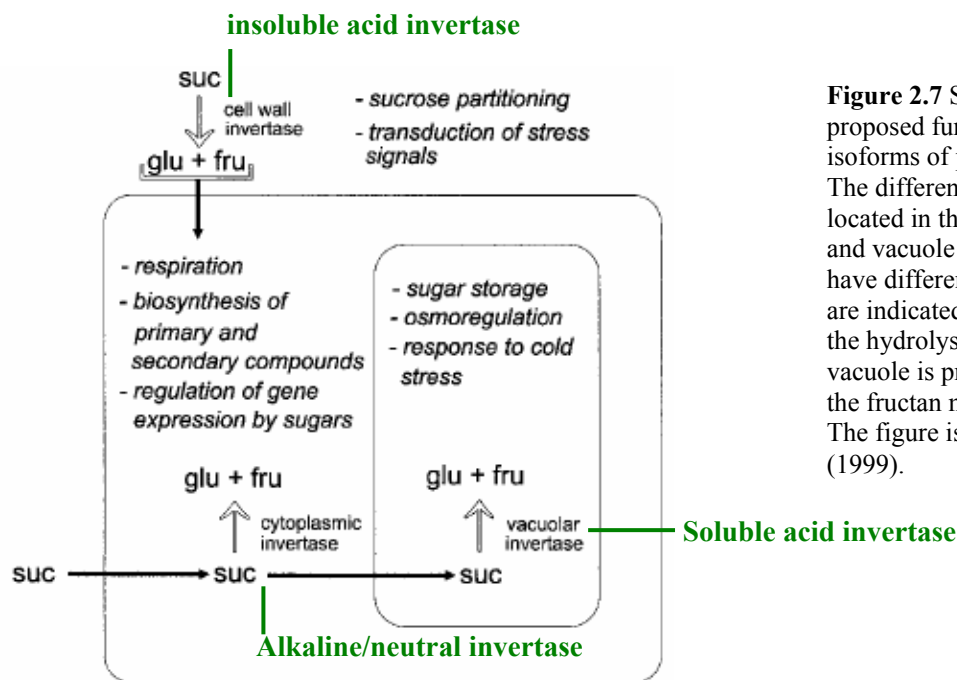 insoluble acid invertase
suc
cell wall
invertase
glu + fru
- sucrose partitioning
- transduction of stress
signals
- respiration
- biosynthesis of
primary and
secondary compounds
- regulation of gene
expression by sugars
- sugar storage
- osmoregulation
- response to cold
stress
glu + fru
cytoplasmic
invertase
glu + fru
vacuolar
invertase
Soluble acid invertase
suc
suc
suc
Alkaline/neutral invertase
Figure 2.7 S
proposed fur
isoforms of
The differen
located in th
and vacuole
have differe
are indicated
the hydrolys
vacuole is pr
the fructan
The figure is
(1999).